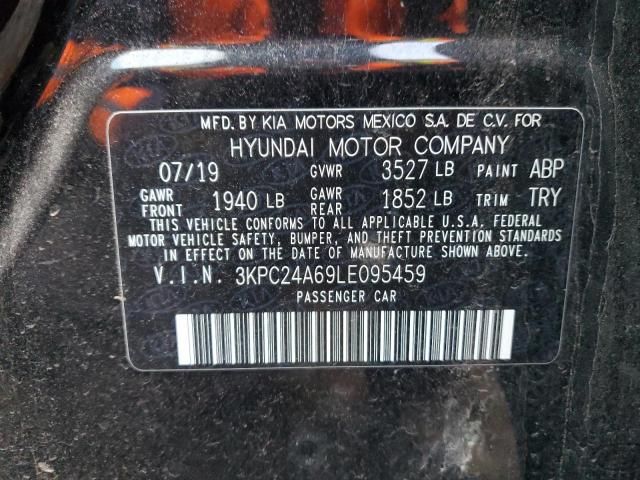 MFD. BY KIA MOTORS MEXICO S.A. DE C.V. FOR
HYUNDAI MOTOR COMPANY
07/19 GVWR 3527 LB PAINT ABP
GAWR FRONT 1940 LB GAWR REAR 1852 LB TRIM TRY
THIS VEHICLE CONFORMS TO ALL APPLICABLE U.S.A. FEDERAL
MOTOR VEHICLE SAFETY, BUMPER, AND THEFT PREVENTION STANDARDS
IN EFFECT ON THE DATE OF MANUFACTURE SHOWN ABOVE.
V.I.N. 3KPC24A69LE095459
PASSENGER CAR